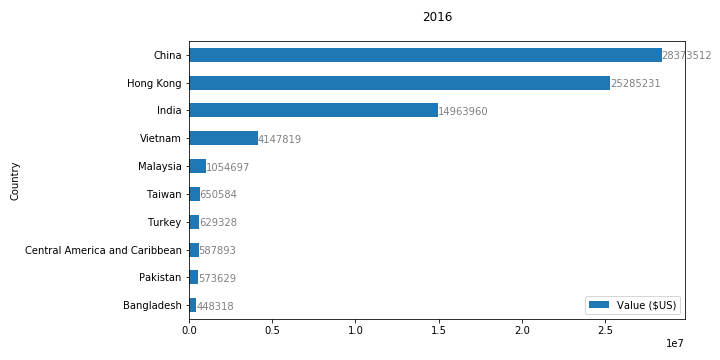 2016
China 28373512
Hong Kong 25285231
India 14963960
Vietnam 4147819
Malaysia 1054697
Taiwan 650584
Turkey 629328
Central America and Caribbean 587893
Pakistan 573629
Bangladesh 448318
Country
Value ($US)
0.0 0.5 1.0 1.5 2.0 2.5
1e7